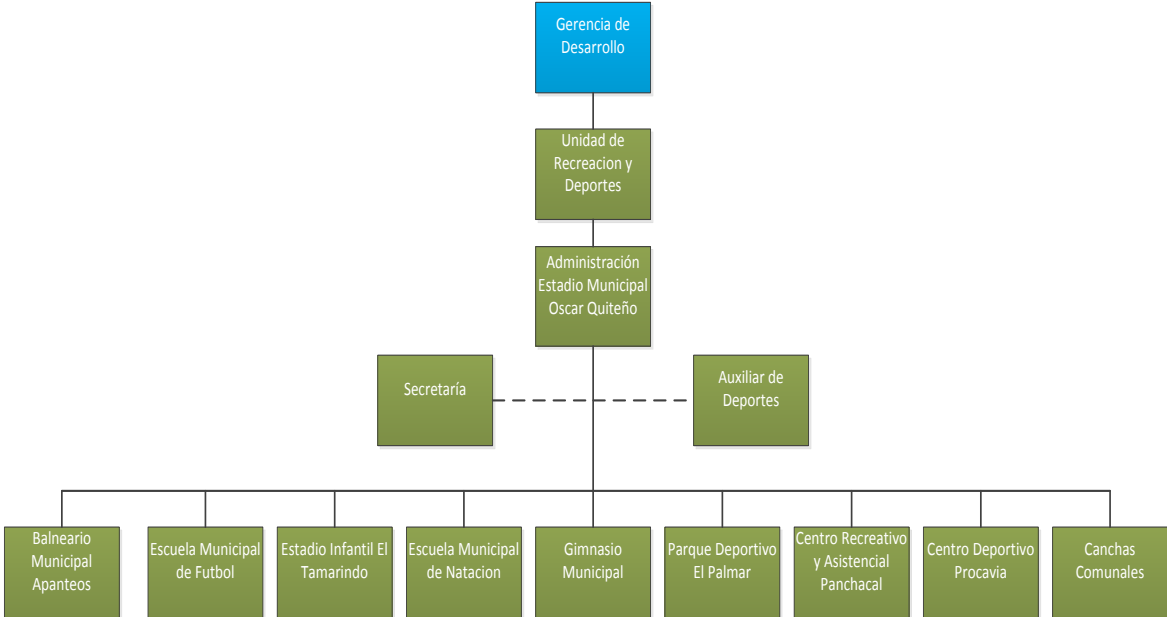 Gerencia de
Desarrollo
Unidad de
Recreacion y
Deportes
Administración
Estadio Municipal
Oscar Quiteño
Secretaría
Auxiliar de
Deportes
Balneario
Municipal
Apanteos
Escuela Municipal
de Futbol
Estadio Infantil El
Tamarindo
Escuela Municipal
de Natacion
Gimnasio
Municipal
Parque Deportivo
El Palmar
Centro Recreativo
y Asistencial
Panchacal
Centro Deportivo
Procavia
Canchas
Comunales